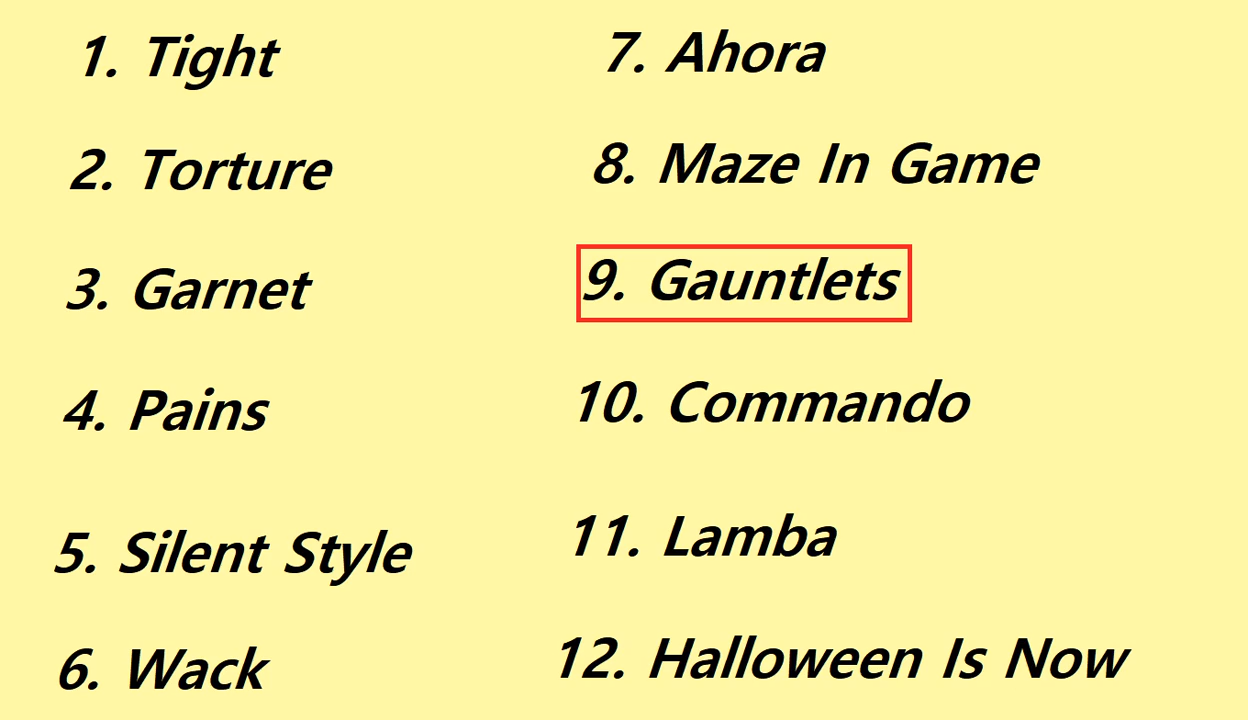 1. Tight
2. Torture
3. Garnet
4. Pains
5. Silent Style
6. Wack
7. Ahora
8. Maze In Game
9. Gauntlets
10. Commando
11. Lamba
12. Halloween Is Now